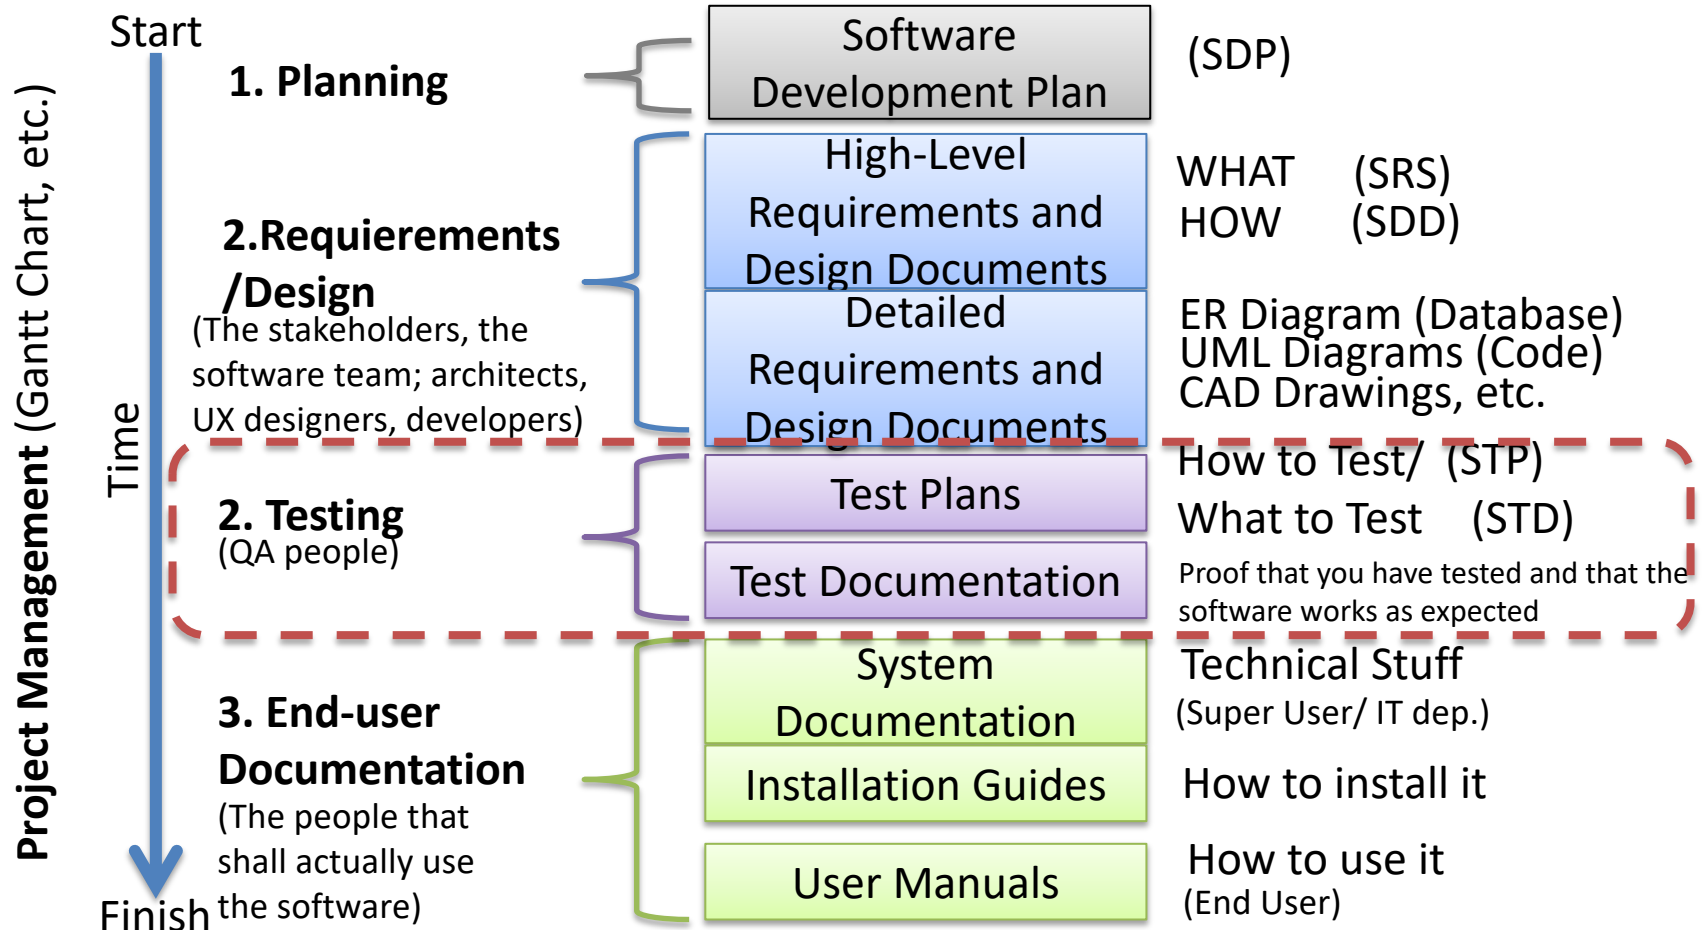 Project Management (Gantt Chart, etc.)
Start
Time
Finish
1. Planning
Software
Development Plan
(SDP)
2.Requierements
/Design
(The stakeholders, the
software team; architects,
UX designers, developers)
High-Level
Requirements and
Design Documents
WHAT (SRS)
HOW (SDD)
Detailed
Requirements and
Design Documents
ER Diagram (Database)
UML Diagrams (Code)
CAD Drawings, etc.
2. Testing
(QA people)
Test Plans
How to Test/ (STP)
What to Test (STD)
Test Documentation
Proof that you have tested and that the
software works as expected
3. End-user
Documentation
(The people that
shall actually use
the software)
System
Documentation
Technical Stuff
(Super User/ IT dep.)
Installation Guides
How to install it
User Manuals
How to use it
(End User)